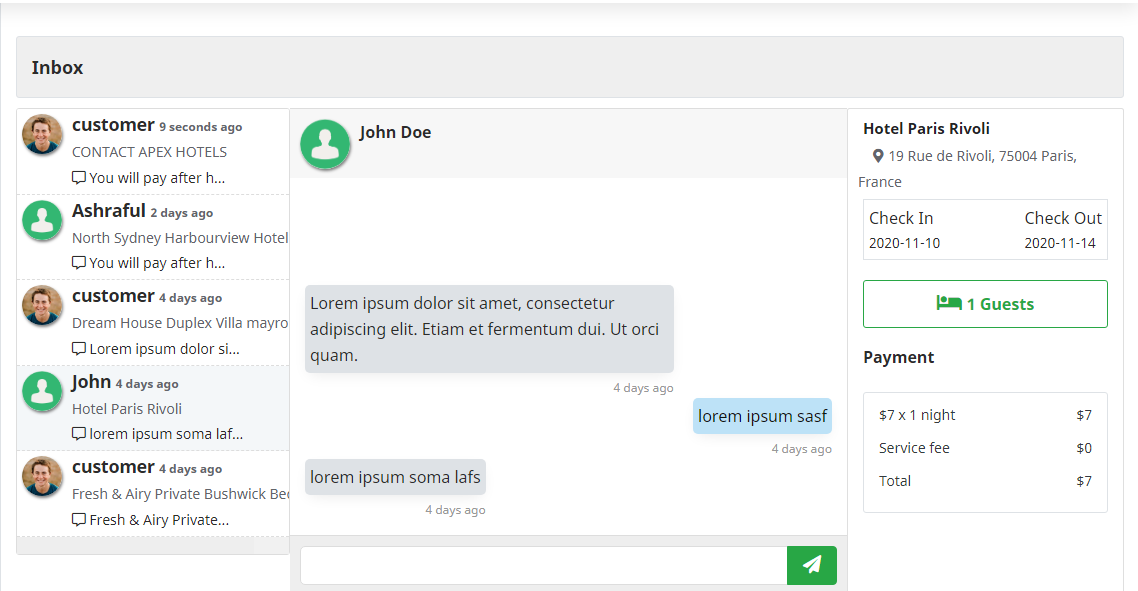 Inbox
customer 9 seconds ago
CONTACT APEX HOTELS
You will pay after h...
Ashraful 2 days ago
North Sydney Harbourview Hotel
You will pay after h...
customer 4 days ago
Dream House Duplex Villa mayro
Lorem ipsum dolor si...
John 4 days ago
Hotel Paris Rivoli
lorem ipsum soma laf...
customer 4 days ago
Fresh & Airy Private Bushwick Bed
Fresh & Airy Private...
John Doe
Lorem ipsum dolor sit amet, consectetur
adipiscing elit. Etiam et fermentum dui. Ut orci
quam.
4 days ago
lorem ipsum sasf
4 days ago
lorem ipsum soma lafs
4 days ago
Hotel Paris Rivoli
19 Rue de Rivoli, 75004 Paris,
France
Check In Check Out
2020-11-10 2020-11-14
1 Guests
Payment
$7 x 1 night $7
Service fee $0
Total $7